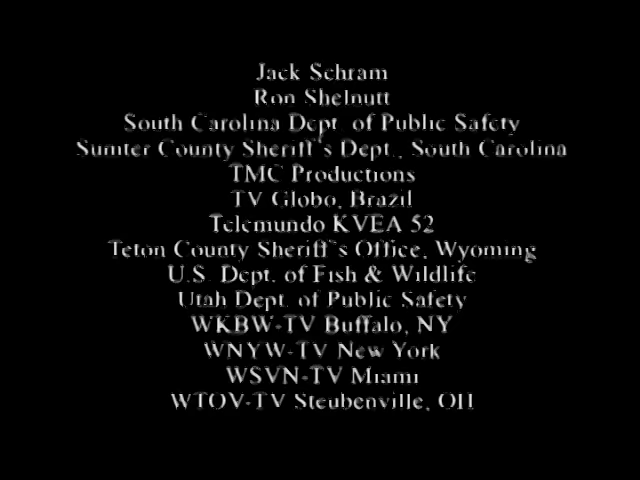 Jack Schram
Ron Shelnutt
South Carolina Dept. of Public Safety
Sumter County Sheriff's Dept., South Carolina
TMC Productions
TV Globo, Brazil
Telemundo KVEA 52
Teton County Sheriff's Office, Wyoming
U.S. Dept. of Fish & Wildlife
Utah Dept. of Public Safety
WKBW-TV Buffalo, NY
WNYW-TV New York
WSVN-TV Miami
WTOV-TV Steubenville, OH